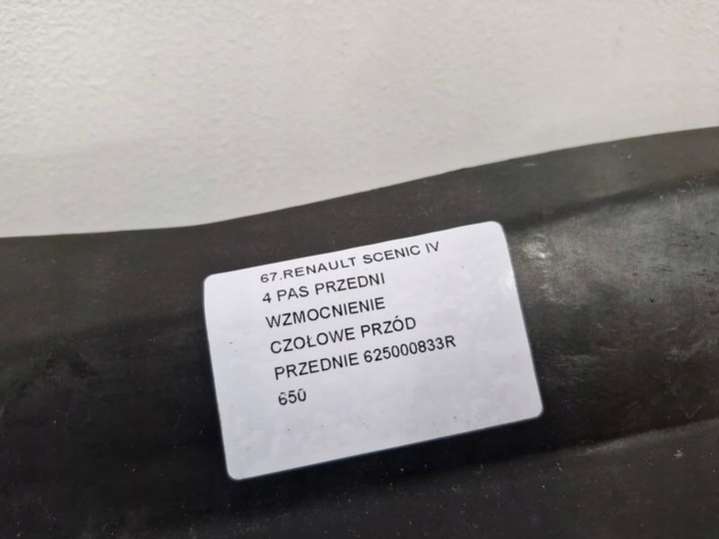 67.RENAULT SCENIC IV
4 PAS PRZEDNI
WZMOCNIENIE
CZOŁOWE PRZÓD
PRZEDNIE 625000833R
650